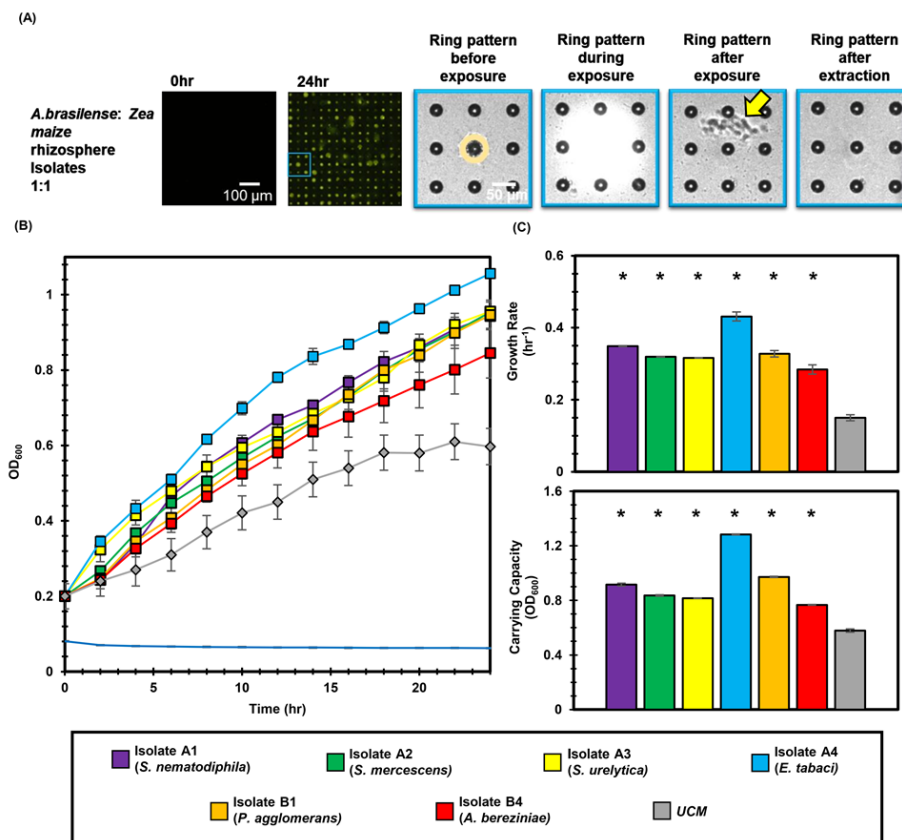 (A)
0hr
24hr
Ring pattern before exposure
Ring pattern during exposure
Ring pattern after exposure
Ring pattern after extraction
A.brasilense: Zea
maize
rhizosphere
Isolates
1:1
100 µm
50 µm
(B)
OD600
1
0.8
0.6
0.4
0.2
0
0
5
10
15
20
Time (hr)
(C)
Growth Rate
(hr-1)
0.6
0.4
0.2
0
* * * * * *
Carrying Capacity
(OD600)
1.6
1.2
0.8
0.4
0
* * * * * *
Isolate A1
(S. nematodiphila)
Isolate A2
(S. mercescens)
Isolate A3
(S. urelytica)
Isolate A4
(E. tabaci)
Isolate B1
(P. agglomerans)
Isolate B4
(A. bereziniae)
UCM